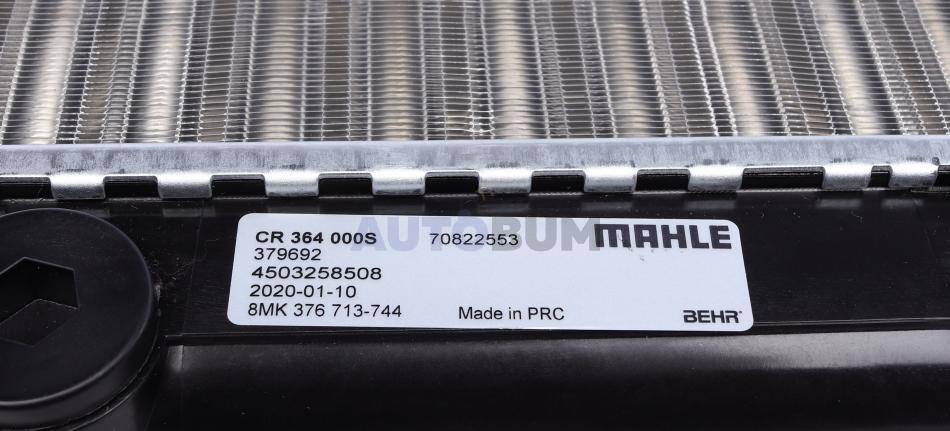 CR 364 000S 70822553 MAHLE
AUTOBUM
379692
4503258508
2020-01-10
8MK 376 713-744 Made in PRC BEHR